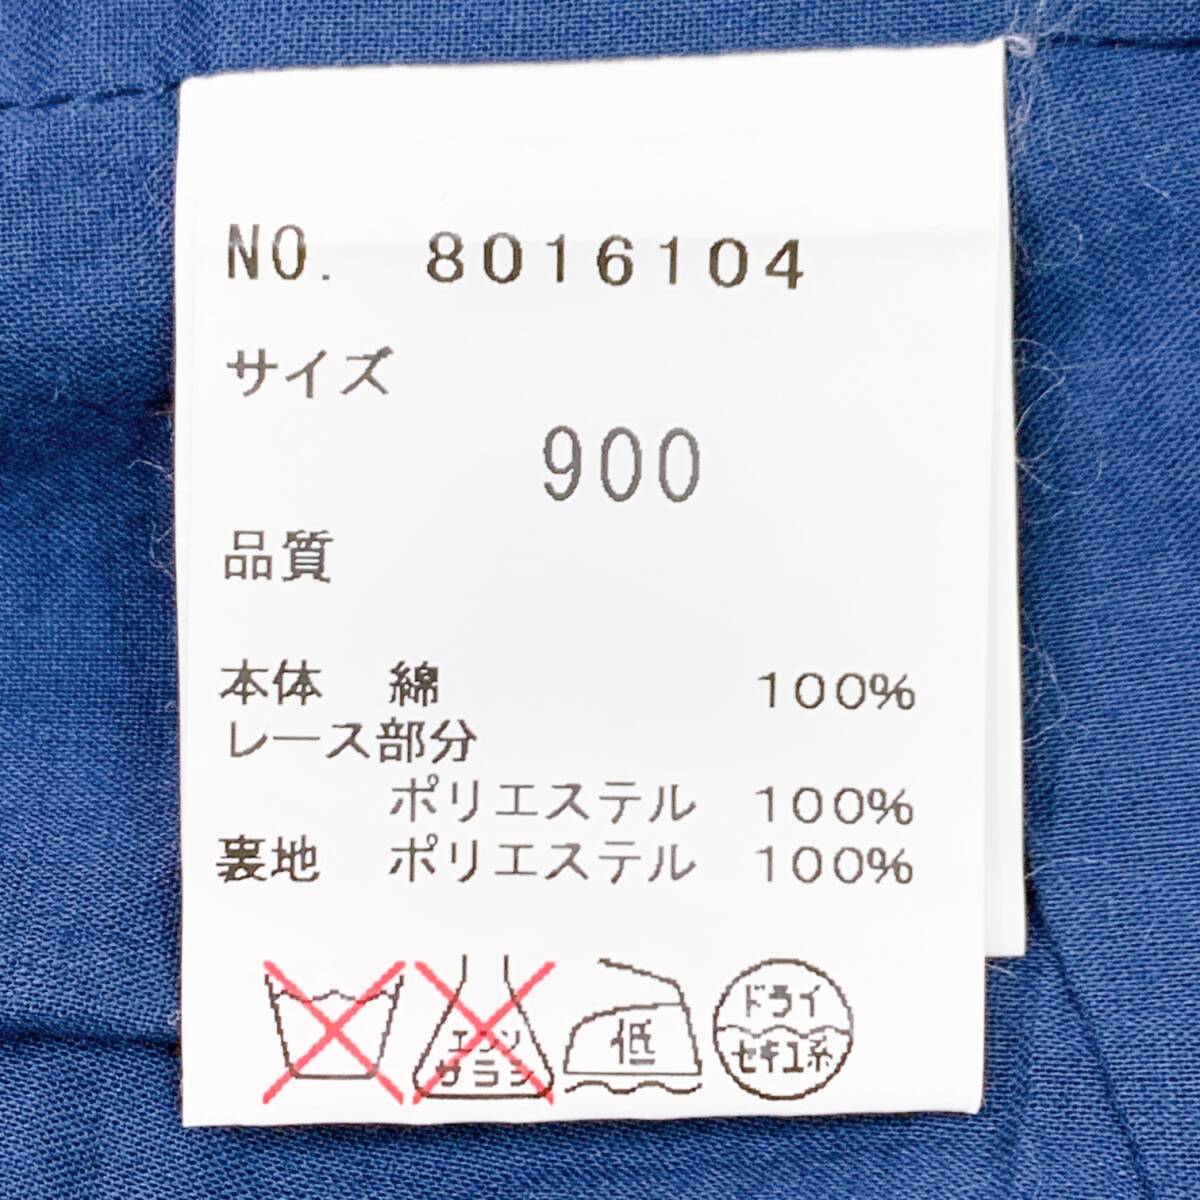 NO. 8016104
サイズ
900
品質
本体 綿 100%
レース部分
ポリエステル 100%
裏地 ポリエステル 100%
エンソサラシ
低
ドライ
セキユ系